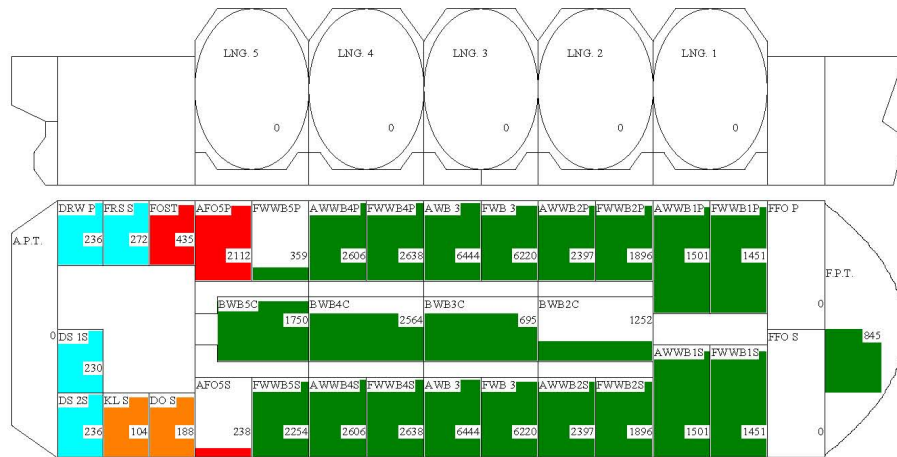 LNG. 5 LNG. 4 LNG. 3 LNG. 2 LNG. 1
0 0 0 0 0
DRW P FRS S FOST AFO5P FWWB5P AWWB4P FWWB4P AWB 3 FWB 3 AWWB2P FWWB2P AWWB1P FWWB1P FFO P
A.P.T.
236 272 435 2112 359 2606 2638 6444 6220 2397 1896 1501 1451
F.P.T.
BWB5C BWB4C BWB3C BWB2C
0
1750 2564 695 1252
0 DS 1S FFO S 845
AWWB1S FWWB1S
230
AFO5S FWWB5S AWWB4S FWWB4S AWB 3 FWB 3 AWWB2S FWWB2S
DS 2S KL S DO S
236 104 188 238 2254 2606 2638 6444 6220 2397 1896 1501 1451 0